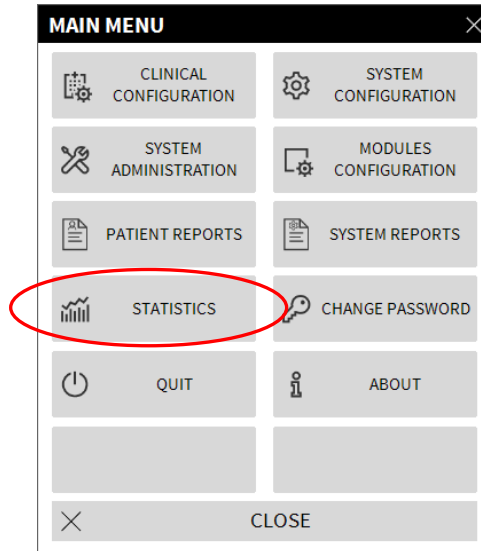 MAIN MENU
CLINICAL
CONFIGURATION
SYSTEM
CONFIGURATION
SYSTEM
ADMINISTRATION
MODULES
CONFIGURATION
PATIENT REPORTS
SYSTEM REPORTS
STATISTICS
CHANGE PASSWORD
QUIT
ABOUT
CLOSE